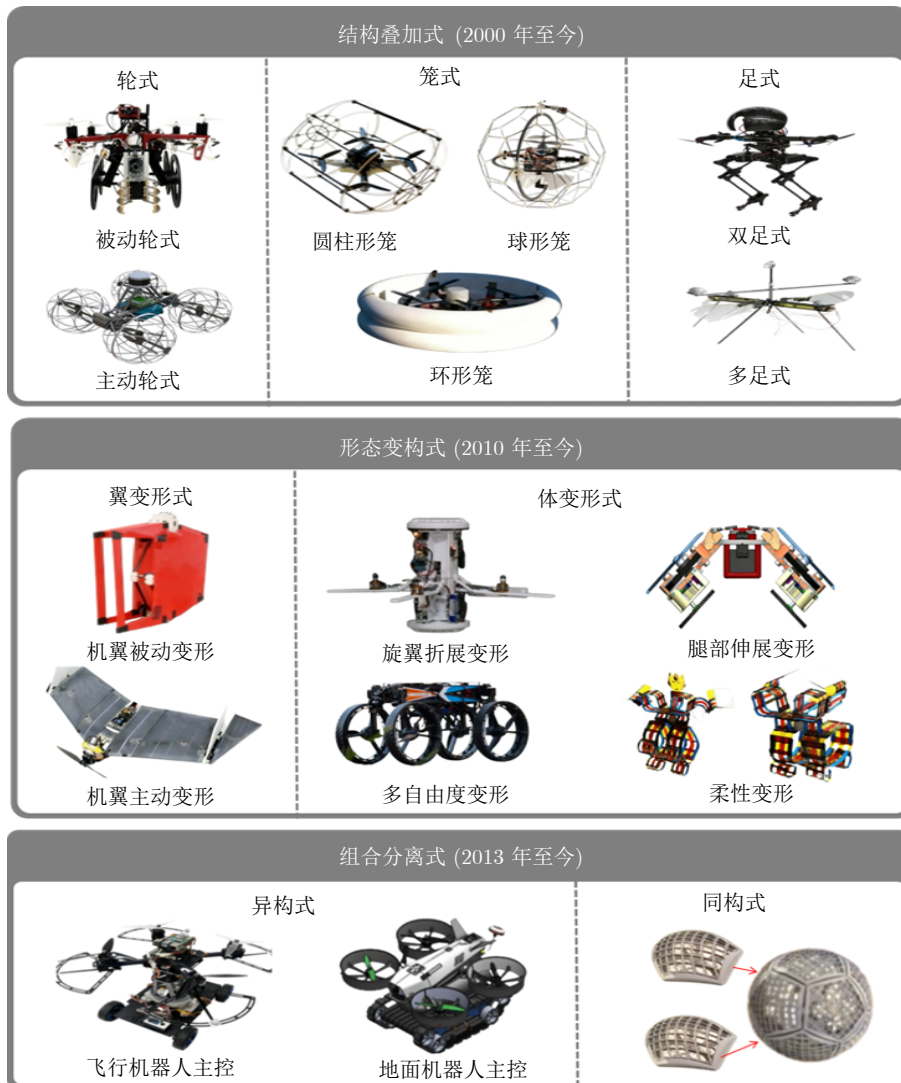 结构叠加式 (2000 年至今)
轮式
笼式
足式
被动轮式
圆柱形笼
球形笼
双足式
主动轮式
环形笼
多足式
形态变构式 (2010 年至今)
翼变形式
体变形式
机翼被动变形
旋翼折展变形
腿部伸展变形
机翼主动变形
多自由度变形
柔性变形
组合分离式 (2013 年至今)
异构式
同构式
飞行机器人主控
地面机器人主控